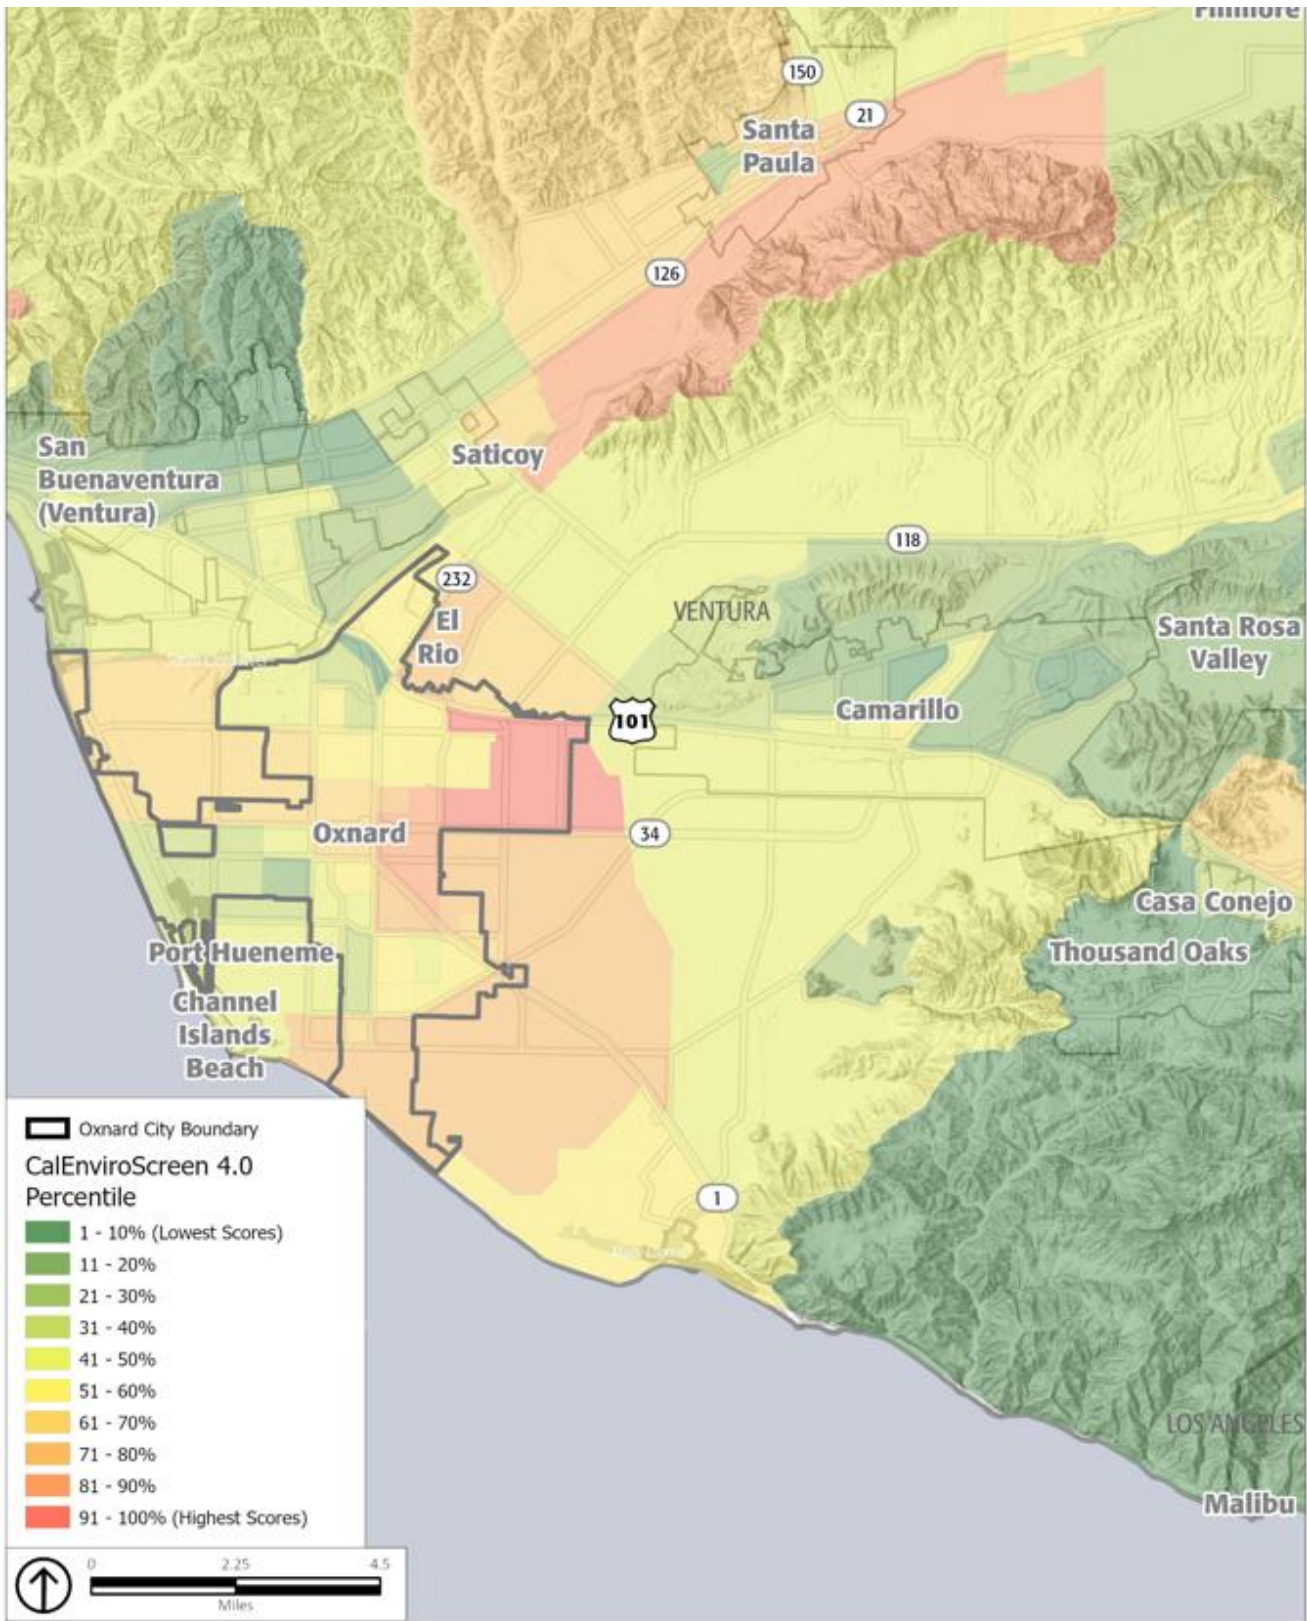 Fillmore
150
21
Santa
Paula
126
San
Buenaventura
(Ventura)
Saticoy
118
232
El
Rio
VENTURA
Santa Rosa
Valley
101
Camarillo
Oxnard
34
Casa Conejo
Thousand Oaks
Port Hueneme
Channel
Islands
Beach
1
LOS ANGELES
Malibu
Oxnard City Boundary
CalEnviroScreen 4.0
Percentile
1 - 10% (Lowest Scores)
11 - 20%
21 - 30%
31 - 40%
41 - 50%
51 - 60%
61 - 70%
71 - 80%
81 - 90%
91 - 100% (Highest Scores)
0 2.25 4.5
Miles